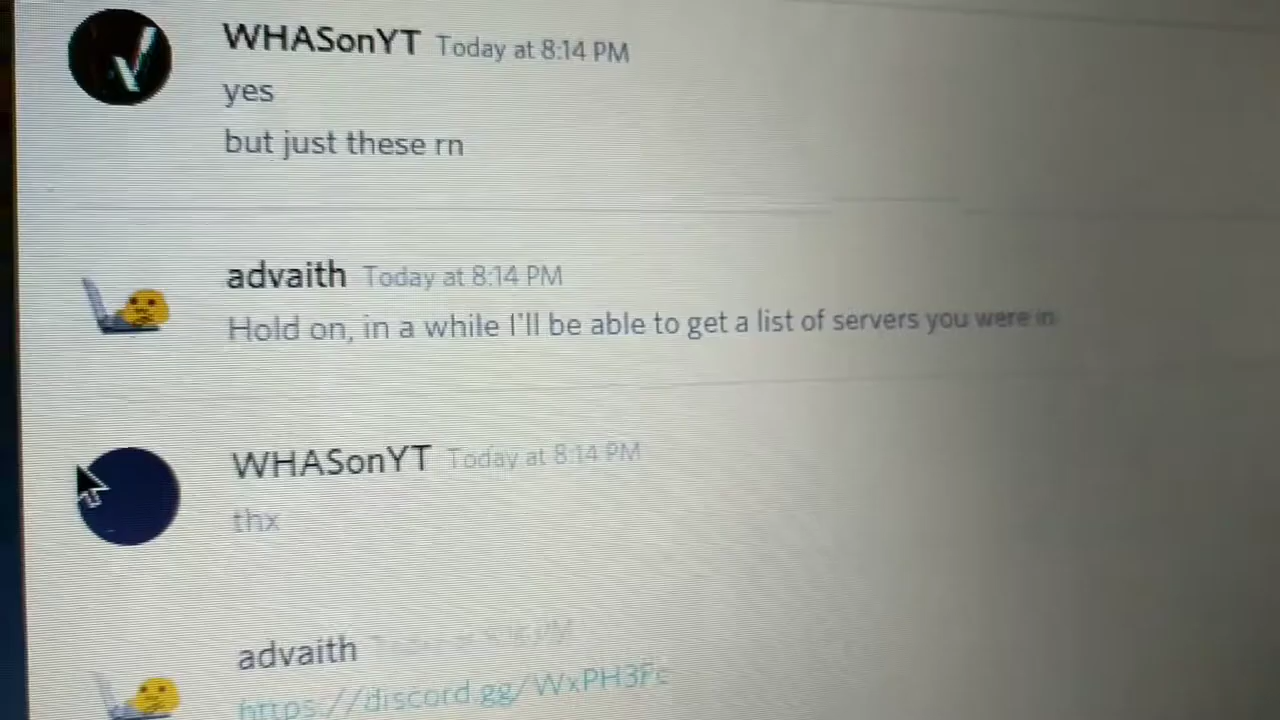 WHASonYT Today at 8:14 PM
yes
but just these rn
advaith Today at 8:14 PM
Hold on, in a while I'll be able to get a list of servers you were in
WHASonYT Today at 8:14 PM
thx
advaith
https://discord.gg/WxPH3Fc